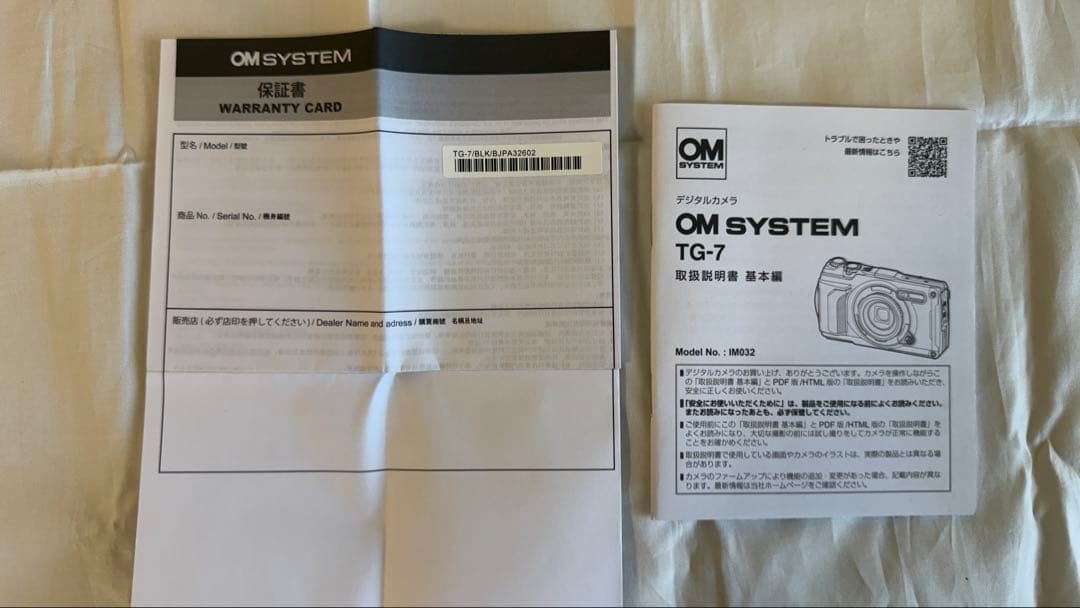 OM SYSTEM
保証書
WARRANTY CARD
型名 / Model / 型號
TG-7/BLK/BJPA32602
商品 No. / Serial No. / 機身編號
販売店 ( 必ず店印を押してください ) / Dealer Name and adress / 購買商號 名稱及地址
OM
SYSTEM
トラブルで困ったときや
最新情報はこちら
デジタルカメラ
OM SYSTEM
TG-7
取扱説明書 基本編
Model No. : IM032
デジタルカメラのお買い上げ、ありがとうございます。カメラを操作しながらこ
の「取扱説明書 基本編」と PDF 版 /HTML 版の「取扱説明書」をお読みいただき、
安全に正しくお使いください。
「安全にお使いいただくために」は、製品をご使用になる前によくお読みください。
またお読みになったあとも、必ず保管してください。
ご使用前にこの「取扱説明書 基本編」と PDF 版 /HTML 版の「取扱説明書」を
よくお読みになり、大切な撮影の前には試し撮りをしてカメラが正常に機能する
ことをお確かめください。
取扱説明書で使用している画面やカメラのイラストは、実際の製品とは異なる場
合があります。
カメラのファームアップにより機能の追加・変更があった場合、記載内容が異な
ります。最新情報は当社ホームページをご確認ください。